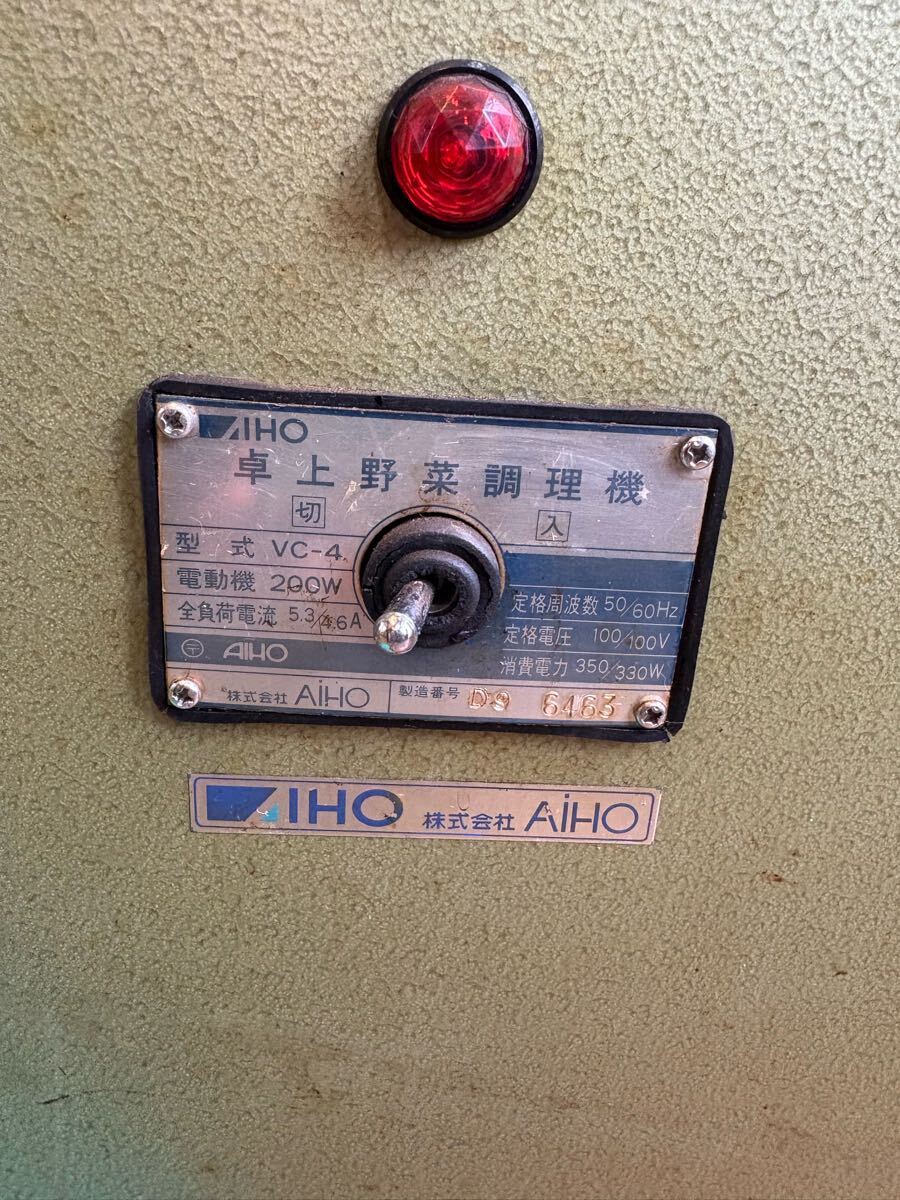 AIHO
卓上野菜調理機
切 入
型式 VC-4
電動機 200W
全負荷電流 5.3/4.6A
定格周波数 50/60Hz
定格電圧 100/100V
消費電力 350/330W
〒 AiHO
株式会社 AiHO 製造番号 D9 6463
AIHO 株式会社 AiHO